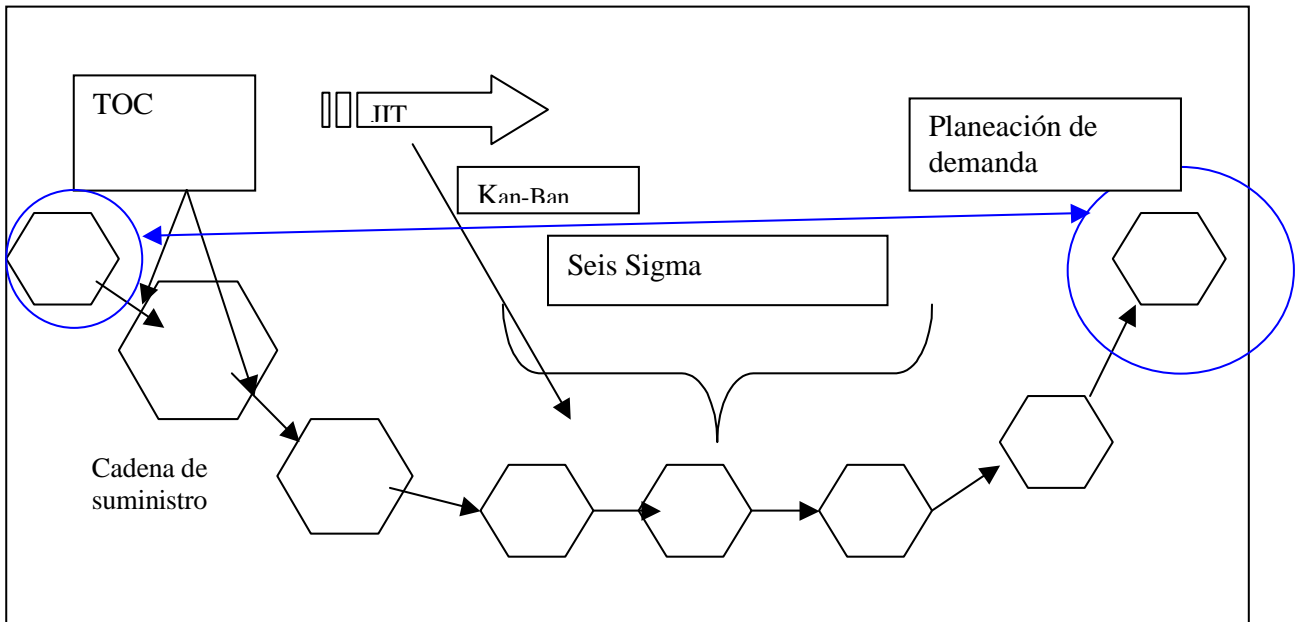 TOC
JIT
Planeación de
demanda
Kan-Ban
Seis Sigma
Cadena de
suministro